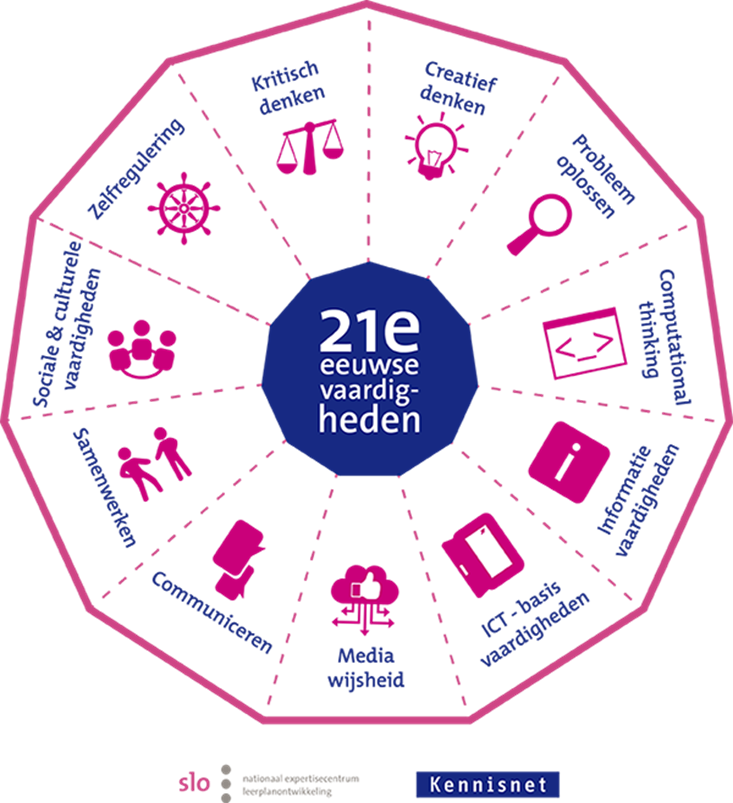 Kritisch
denken
Creatief
denken
Probleem
oplossen
Computational
thinking
Informatie
vaardigheden
ICT - basis
vaardigheden
Media
wijsheid
Communiceren
Samenwerken
Sociale & culturele
vaardigheden
Zelfregulering
21e
eeuwse
vaardig-
heden
slo
nationaal expertisecentrum
leerplanontwikkeling
Kennisnet